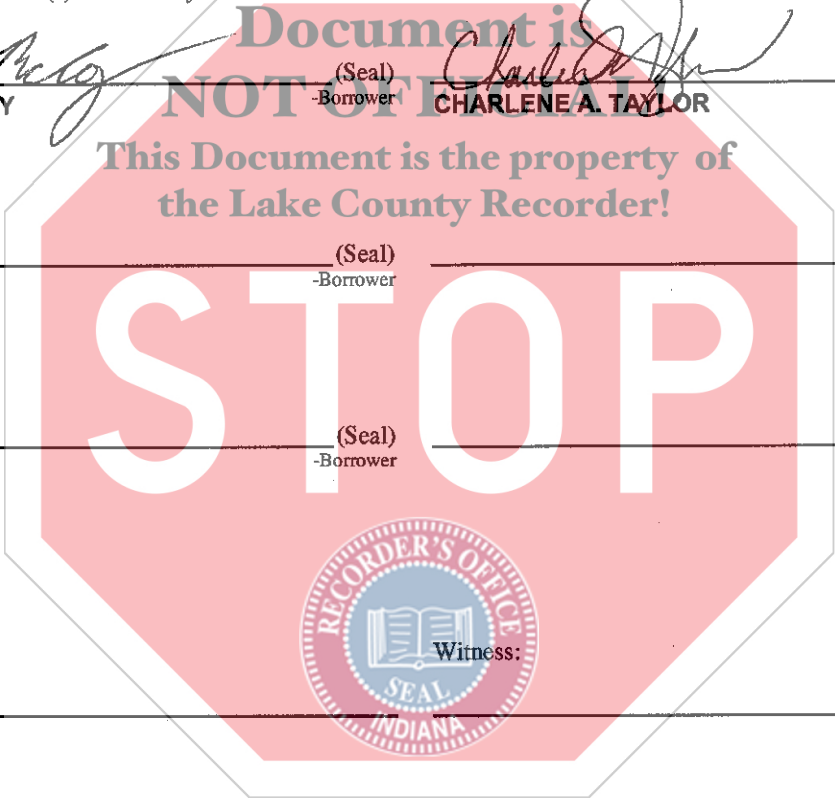 Document is
(Seal)
NOT OFFICIAL!
-Borrower
Y
CHARLENE A. TAYLOR
This Document is the property of
the Lake County Recorder!
(Seal)
-Borrower
STOP
(Seal)
-Borrower
RECORDER'S OFFICE
Witness:
SEAL
INDIANA